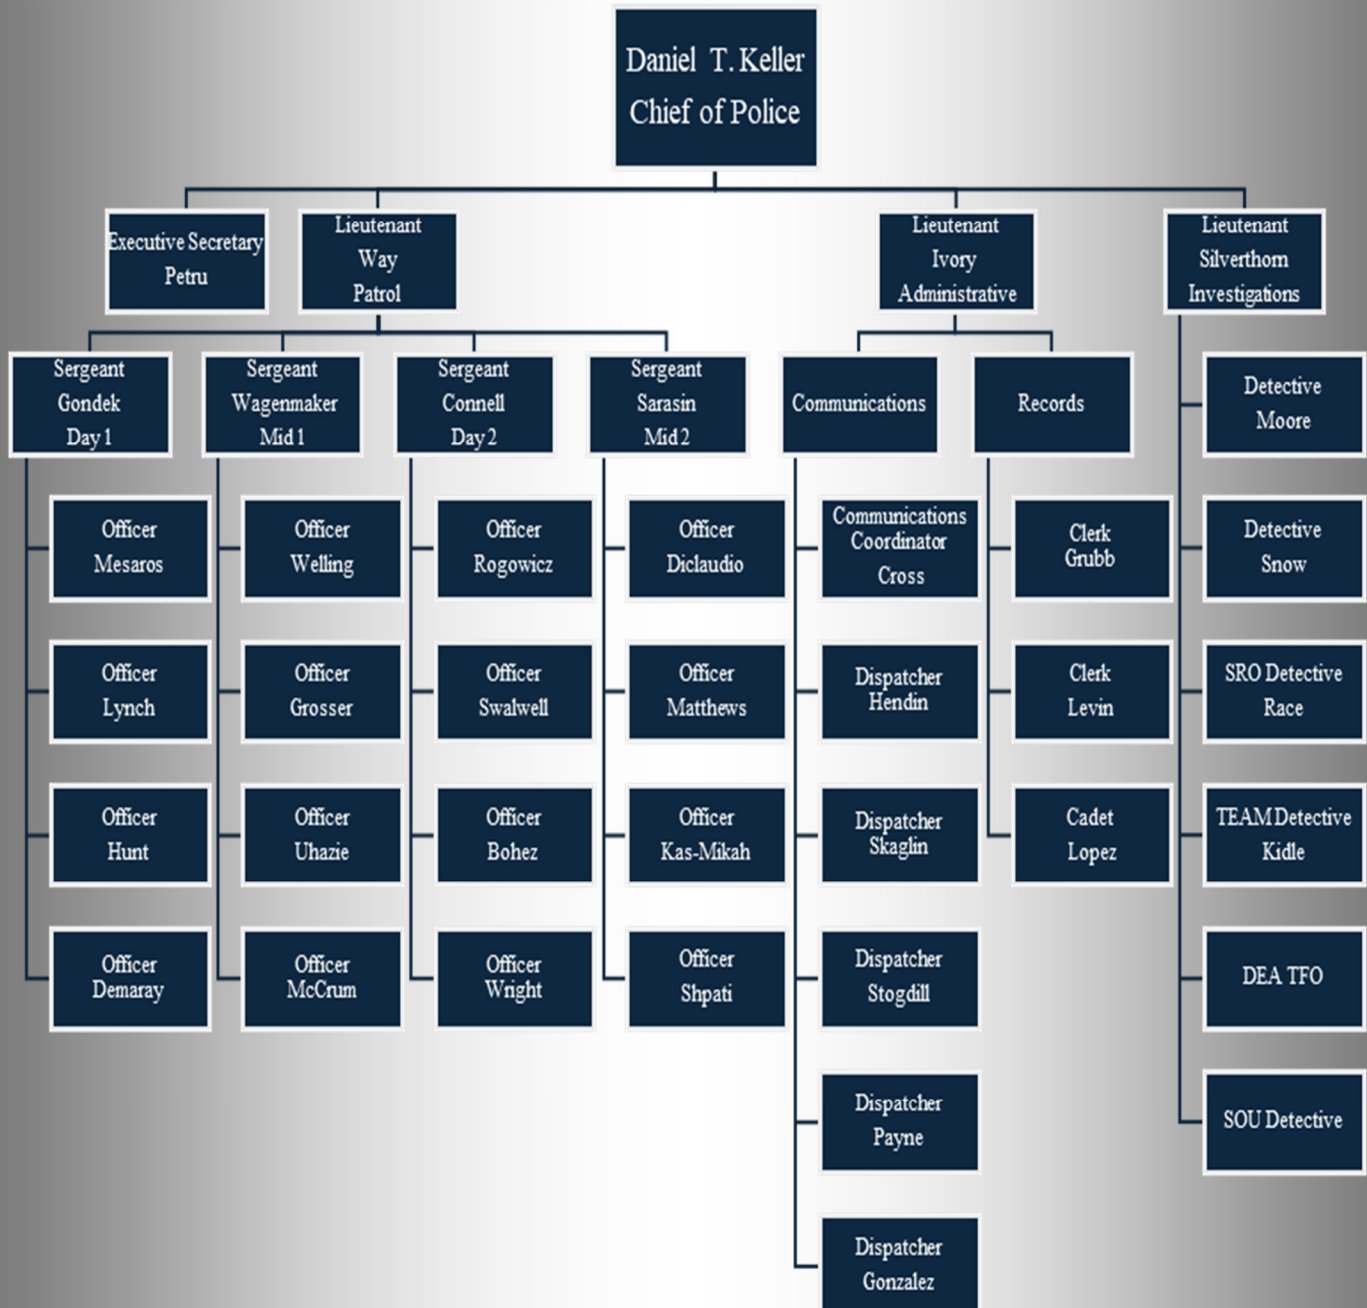 Daniel T. Keller
Chief of Police
Executive Secretary
Petru
Lieutenant
Way
Patrol
Lieutenant
Ivory
Administrative
Lieutenant
Silverthorn
Investigations
Sergeant
Gondek
Day 1
Sergeant
Wagenmaker
Mid 1
Sergeant
Connell
Day 2
Sergeant
Sarasin
Mid 2
Communications
Records
Detective
Moore
Officer
Mesaros
Officer
Welling
Officer
Rogowicz
Officer
Diclaudio
Communications
Coordinator
Cross
Clerk
Grubb
Detective
Snow
Officer
Lynch
Officer
Grosser
Officer
Swalwell
Officer
Matthews
Dispatcher
Hendin
Clerk
Levin
SRO Detective
Race
Officer
Hunt
Officer
Uhazie
Officer
Bohez
Officer
Kas-Mikah
Dispatcher
Skaglin
Cadet
Lopez
TEAM Detective
Kidle
Officer
Demaray
Officer
McCrum
Officer
Wright
Officer
Shpati
Dispatcher
Stogdill
DEA TFO
Dispatcher
Payne
SOU Detective
Dispatcher
Gonzalez